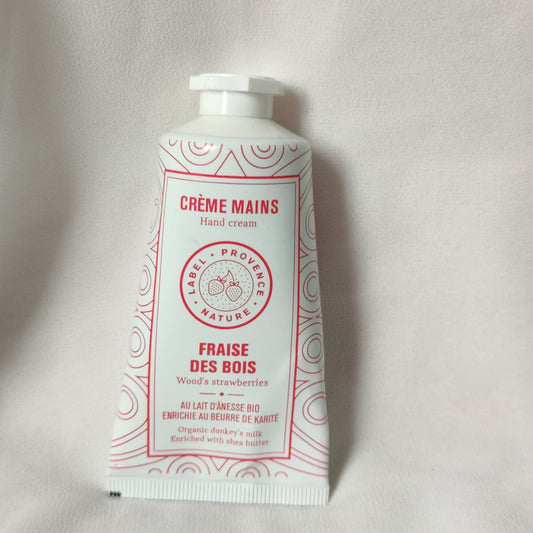 CRÈME MAINS
Hand cream
LABEL • PROVENCE • NATURE •
FRAISE
DES BOIS
Wood's strawberries
AU LAIT D'ÂNESSE BIO
ENRICHIE AU BEURRE DE KARITÉ
Organic donkey's milk
Enriched with shea butter